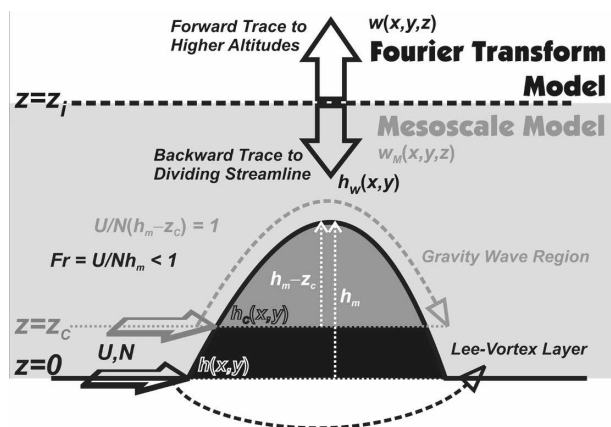 Forward Trace to
Higher Altitudes
w(x,y,z)
Fourier Transform
Model
z=z_i
Mesoscale Model
w_M(x,y,z)
Backward Trace to
Dividing Streamline
h_w(x,y)
U/N(h_m–z_c) = 1
Fr = U/Nh_m < 1
Gravity Wave Region
h_m–z_c
h_m
z=z_c
h_c(x,y)
U,N
h(x,y)
Lee-Vortex Layer
z=0